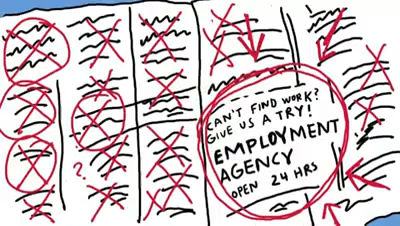 CAN'T FIND WORK?
GIVE US A TRY!
EMPLOYMENT
AGENCY
OPEN 24 HRS
?